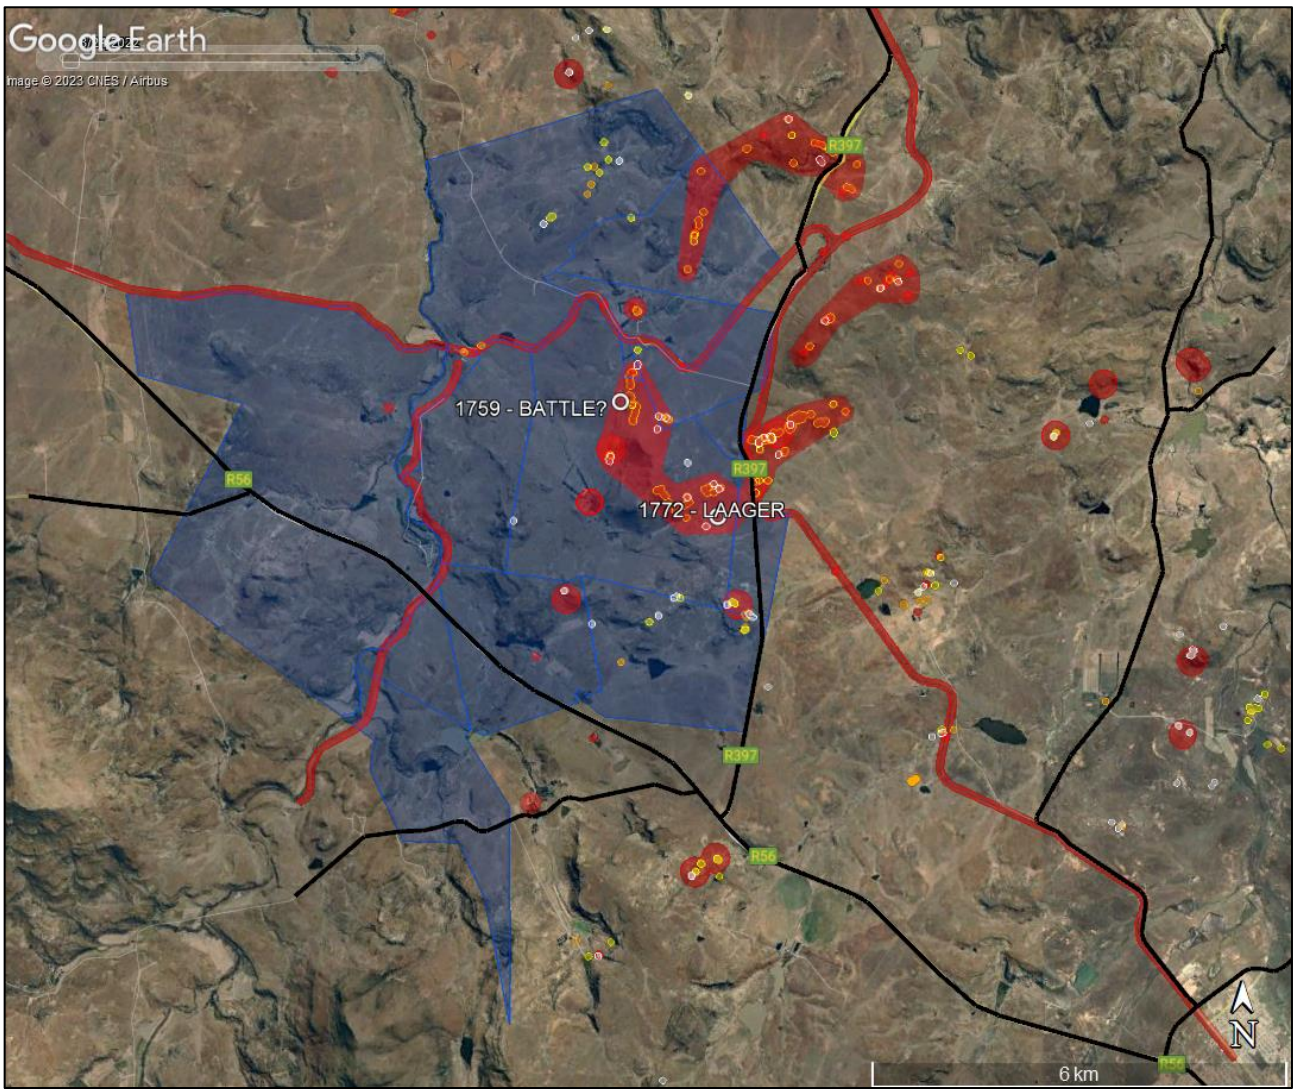 Google Earth
Image © 2023 CNES / Airbus
R397
1759 - BATTLE?
R397
R56
1772 - LAAGER
R397
R56
R56
6 km
N